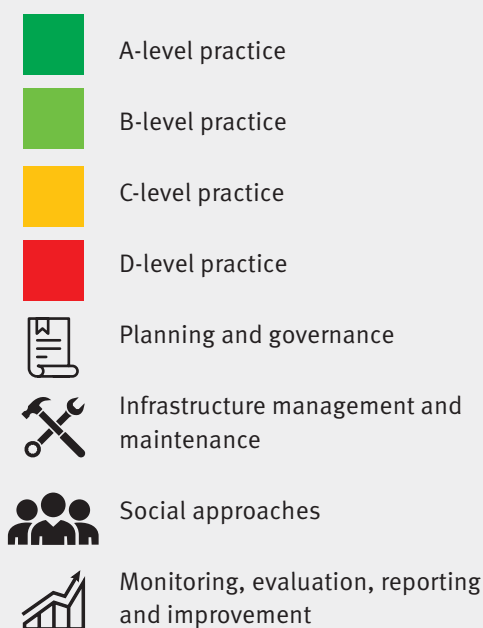 A-level practice
B-level practice
C-level practice
D-level practice
Planning and governance
Infrastructure management and
maintenance
Social approaches
Monitoring, evaluation, reporting
and improvement